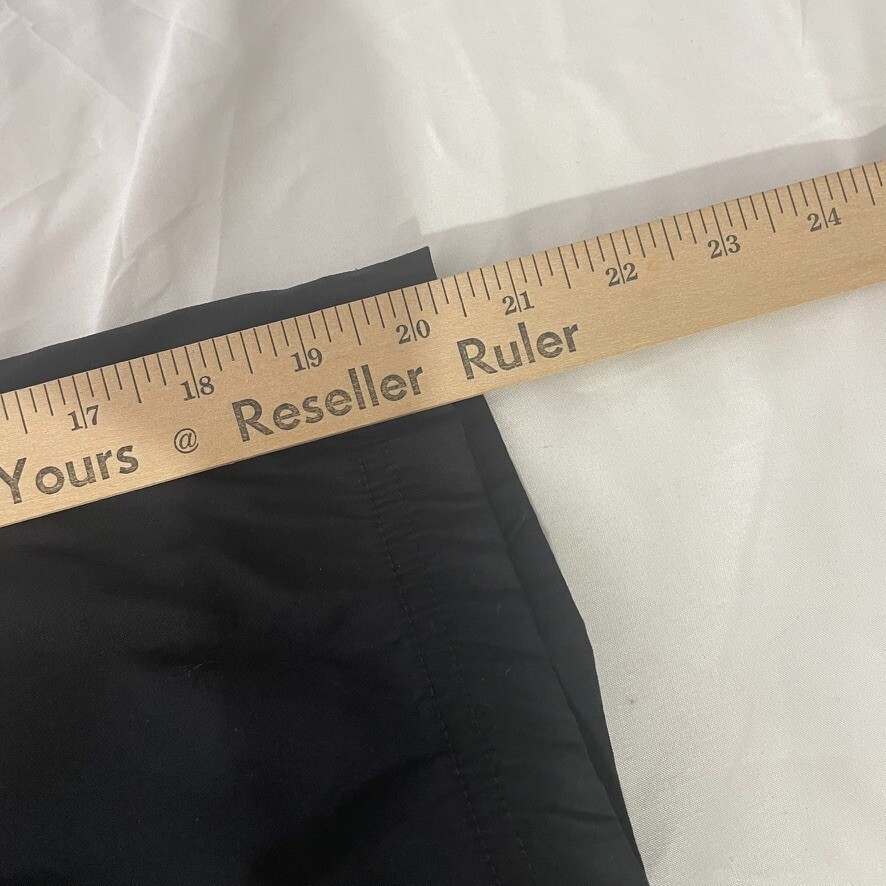 17 18 19 20 21 22 23 24
Yours @ Reseller Ruler